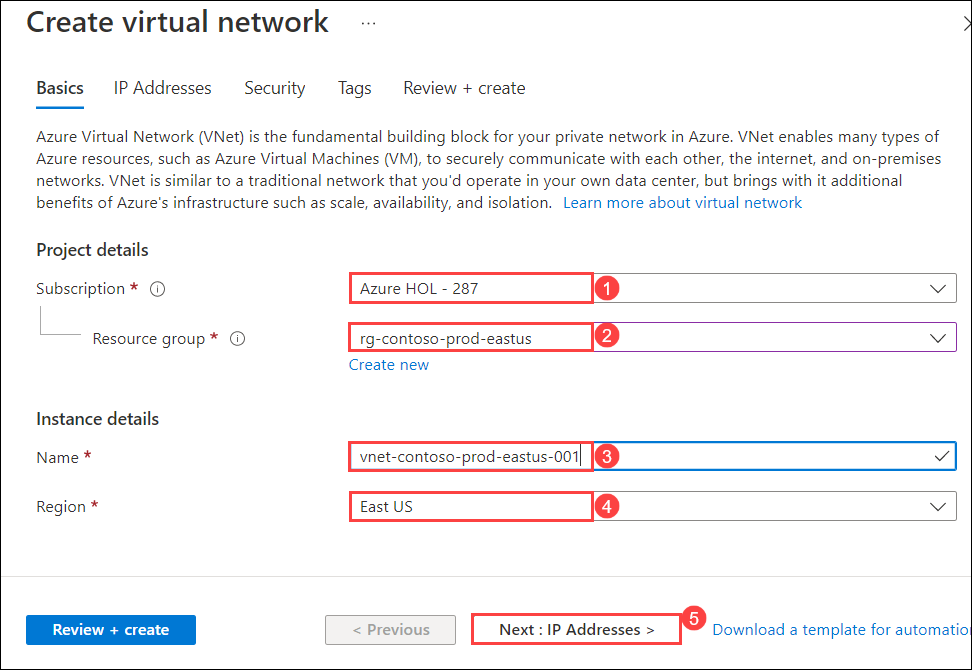 Create virtual network ...
Basics IP Addresses Security Tags Review + create
Azure Virtual Network (VNet) is the fundamental building block for your private network in Azure. VNet enables many types of
Azure resources, such as Azure Virtual Machines (VM), to securely communicate with each other, the internet, and on-premises
networks. VNet is similar to a traditional network that you'd operate in your own data center, but brings with it additional
benefits of Azure's infrastructure such as scale, availability, and isolation. Learn more about virtual network
Project details
Subscription * Azure HOL - 287 1
Resource group * rg-contoso-prod-eastus 2
Create new
Instance details
Name * vnet-contoso-prod-eastus-001 3
Region * East US 4
Review + create < Previous Next : IP Addresses > 5 Download a template for automatio